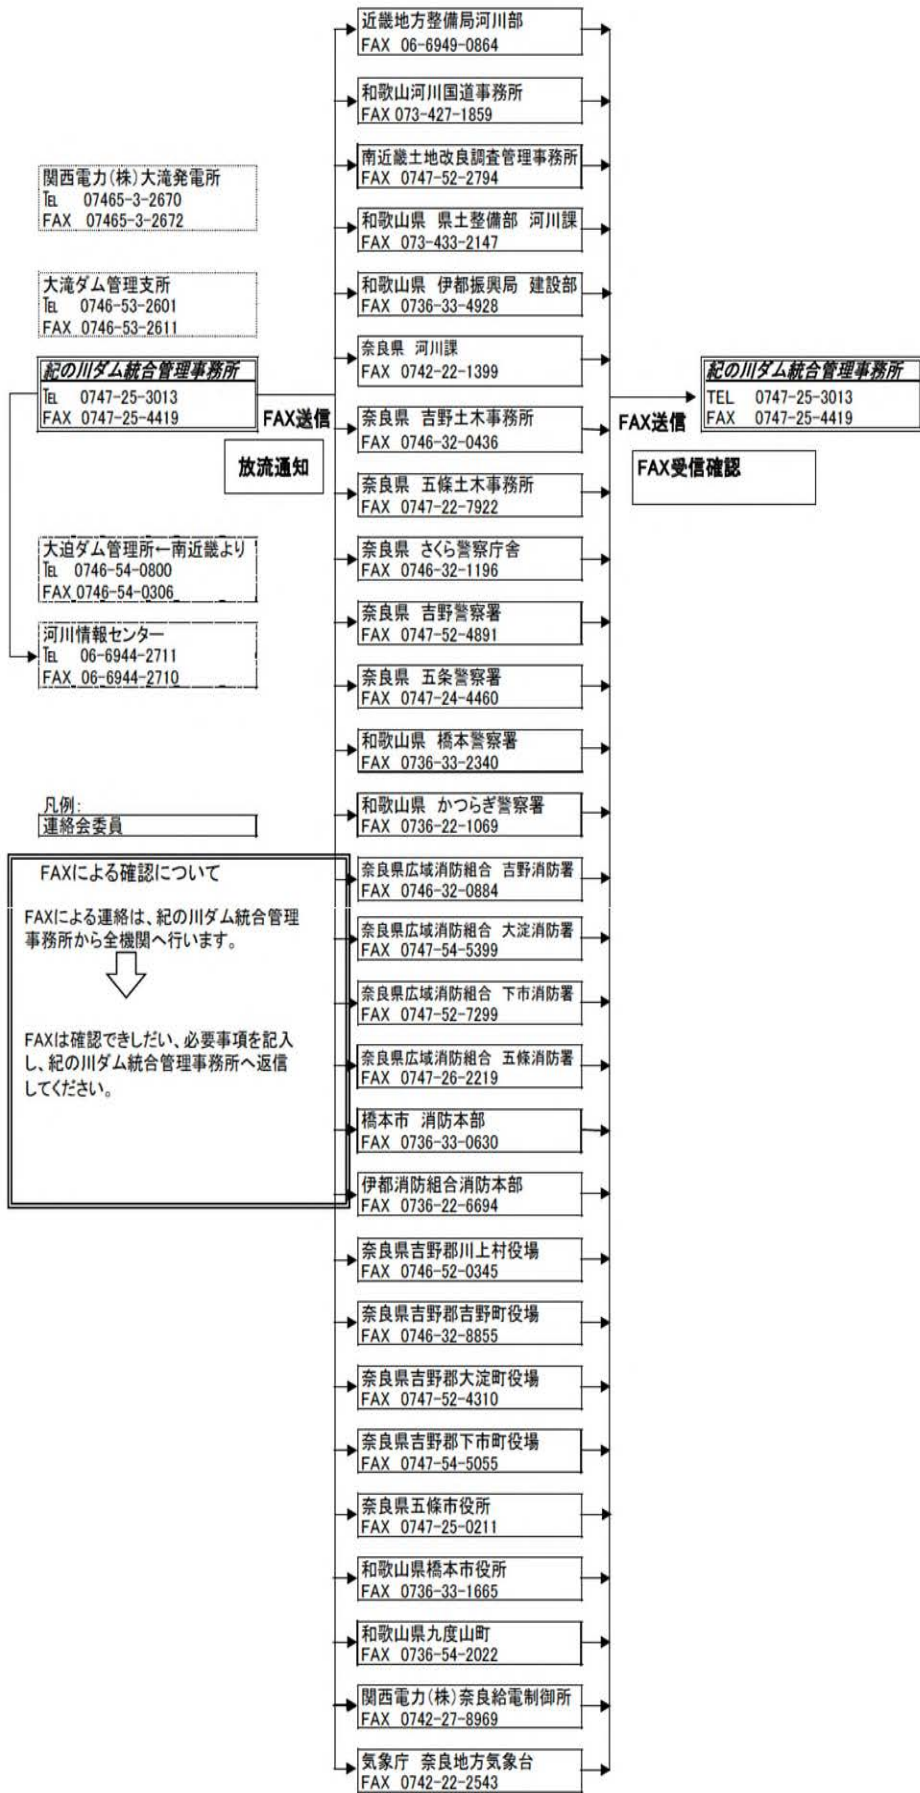 近畿地方整備局河川部
FAX 06-6949-0864
和歌山河川国道事務所
FAX 073-427-1859
南近畿土地改良調査管理事務所
FAX 0747-52-2794
和歌山県 県土整備部 河川課
FAX 073-433-2147
和歌山県 伊都振興局 建設部
FAX 0736-33-4928
奈良県 河川課
FAX 0742-22-1399
奈良県 吉野土木事務所
FAX 0746-32-0436
奈良県 五條土木事務所
FAX 0747-22-7922
奈良県 さくら警察庁舎
FAX 0746-32-1196
奈良県 吉野警察署
FAX 0747-52-4891
奈良県 五条警察署
FAX 0747-24-4460
和歌山県 橋本警察署
FAX 0736-33-2340
和歌山県 かつらぎ警察署
FAX 0736-22-1069
奈良県広域消防組合 吉野消防署
FAX 0746-32-0884
奈良県広域消防組合 大淀消防署
FAX 0747-54-5399
奈良県広域消防組合 下市消防署
FAX 0747-52-7299
奈良県広域消防組合 五條消防署
FAX 0747-26-2219
橋本市 消防本部
FAX 0736-33-0630
伊都消防組合消防本部
FAX 0736-22-6694
奈良県吉野郡川上村役場
FAX 0746-52-0345
奈良県吉野郡吉野町役場
FAX 0746-32-8855
奈良県吉野郡大淀町役場
FAX 0747-52-4310
奈良県吉野郡下市町役場
FAX 0747-54-5055
奈良県五條市役所
FAX 0747-25-0211
和歌山県橋本市役所
FAX 0736-33-1665
和歌山県九度山町
FAX 0736-54-2022
関西電力(株)奈良給電制御所
FAX 0742-27-8969
気象庁 奈良地方気象台
FAX 0742-22-2543
関西電力(株)大滝発電所
℡ 07465-3-2670
FAX 07465-3-2672
大滝ダム管理支所
℡ 0746-53-2601
FAX 0746-53-2611
紀の川ダム統合管理事務所
℡ 0747-25-3013
FAX 0747-25-4419
FAX送信
放流通知
大迫ダム管理所←南近畿より
℡ 0746-54-0800
FAX 0746-54-0306
河川情報センター
℡ 06-6944-2711
FAX 06-6944-2710
凡例:
連絡会委員
FAXによる確認について
FAXによる連絡は、紀の川ダム統合管理
事務所から全機関へ行います。
FAXは確認できしだい、必要事項を記入
し、紀の川ダム統合管理事務所へ返信
してください。
FAX送信
紀の川ダム統合管理事務所
TEL 0747-25-3013
FAX 0747-25-4419
FAX受信確認